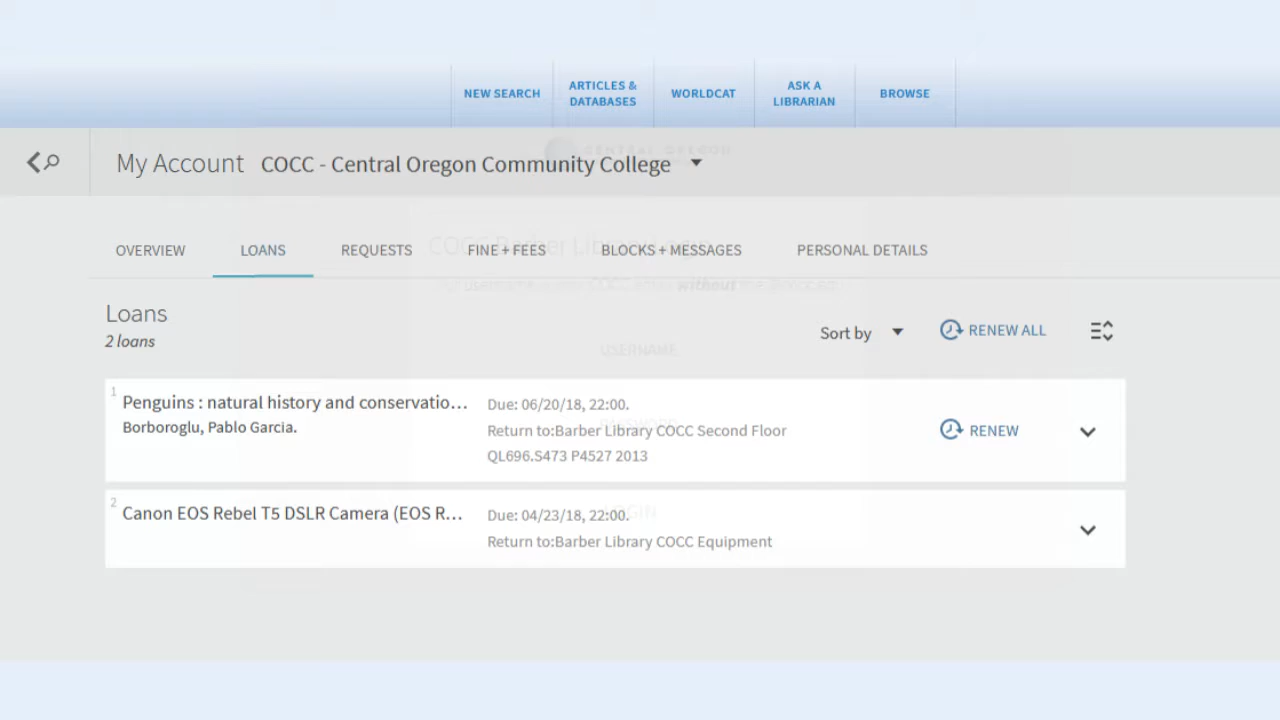 NEW SEARCH
ARTICLES &
DATABASES
WORLDCAT
ASK A
LIBRARIAN
BROWSE
My Account COCC - Central Oregon Community College
OVERVIEW LOANS REQUESTS FINE + FEES BLOCKS + MESSAGES PERSONAL DETAILS
Loans
2 loans
Sort by RENEW ALL
without
USERNAME
1
Penguins : natural history and conservatio...
Borboroglu, Pablo Garcia.
Due: 06/20/18, 22:00.
Return to:Barber Library COCC Second Floor
QL696.S473 P4527 2013
RENEW
2
Canon EOS Rebel T5 DSLR Camera (EOS R...
Due: 04/23/18, 22:00.
Return to:Barber Library COCC Equipment